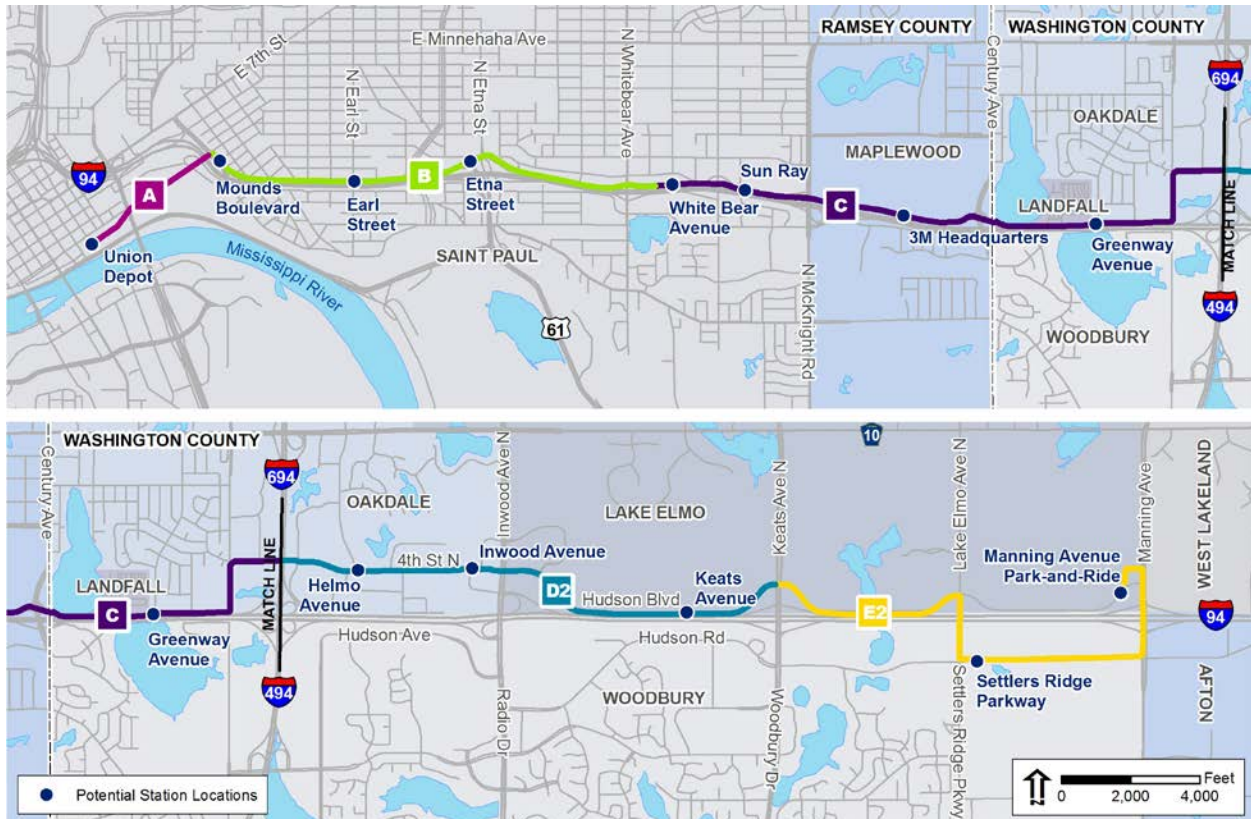 RAMSEY COUNTY
WASHINGTON COUNTY
E 7th St
E Minnehaha Ave
N Earl St
N Etna St
N Whitebear Ave
Century Ave
694
OAKDALE
94
A
B
MAPLEWOOD
Mounds
Boulevard
Earl
Street
Etna
Street
Sun Ray
White Bear
Avenue
C
3M Headquarters
LANDFALL
Greenway
Avenue
MATCH LINE
Union
Depot
Mississippi River
SAINT PAUL
61
N McKnight Rd
494
WOODBURY
WASHINGTON COUNTY
Century Ave
694
OAKDALE
N Inwood Ave
LAKE ELMO
Keats Ave N
10
Lake Elmo Ave N
Manning Ave
WEST LAKELAND
MATCH LINE
4th St N
Inwood Avenue
Helmo
Avenue
Manning Avenue
Park-and-Ride
LANDFALL
C
Greenway
Avenue
D2
Hudson Blvd
Keats
Avenue
E2
94
Hudson Ave
Hudson Rd
494
Radio Dr
WOODBURY
Woodbury Dr
Settlers Ridge Pkwy
Settlers Ridge
Parkway
AFTON
Potential Station Locations
N
Feet
0 2,000 4,000